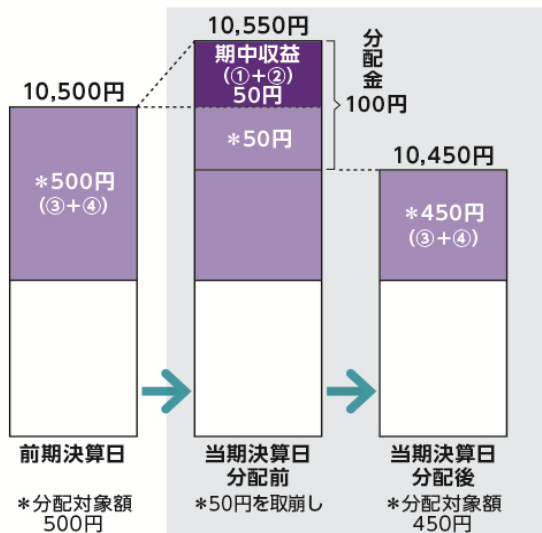 10,500円
＊500円
(③+④)
前期決算日
＊分配対象額
500円
10,550円
期中収益
(①+②)
50円
＊50円
分配金
100円
当期決算日
分配前
＊50円を取崩し
10,450円
＊450円
(③+④)
当期決算日
分配後
＊分配対象額
450円